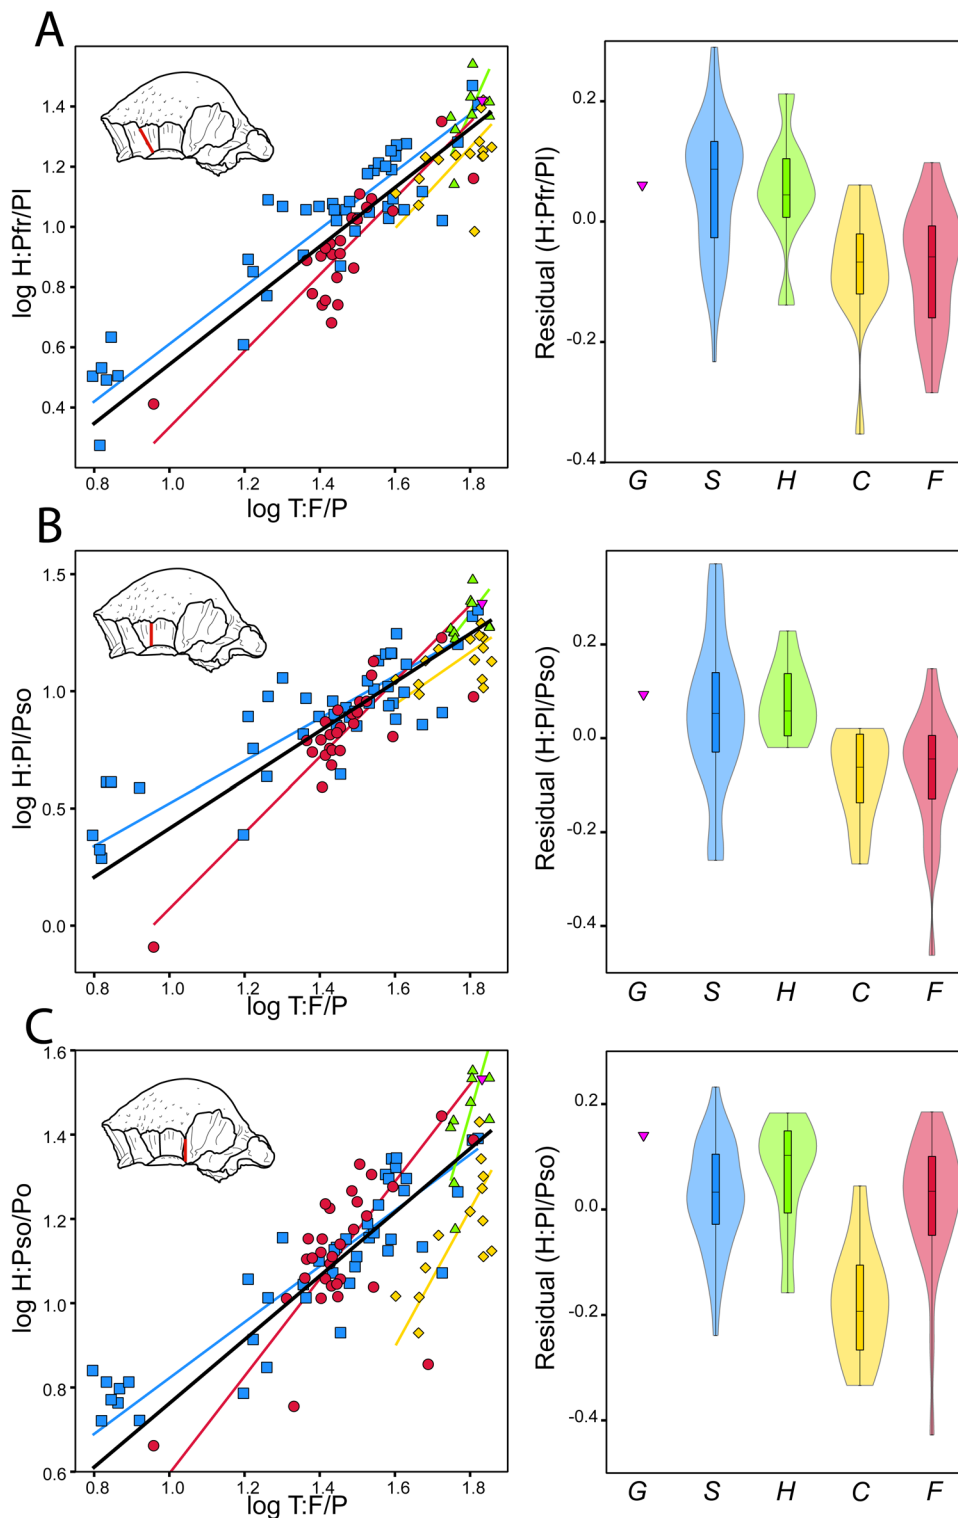 A
log H:Pfr/Pl
1.4
1.2
1.0
0.8
0.6
0.4
0.8 1.0 1.2 1.4 1.6 1.8
log T:F/P
Residual (H:Pfr/Pl)
0.2
0.0
-0.2
-0.4
G S H C F
B
log H:Pl/Pso
1.5
1.0
0.5
0.0
0.8 1.0 1.2 1.4 1.6 1.8
log T:F/P
Residual (H:Pl/Pso)
0.2
0.0
-0.2
-0.4
G S H C F
C
log H:Pso/Po
1.6
1.4
1.2
1.0
0.8
0.6
0.8 1.0 1.2 1.4 1.6 1.8
log T:F/P
Residual (H:Pl/Pso)
0.2
0.0
-0.2
-0.4
G S H C F